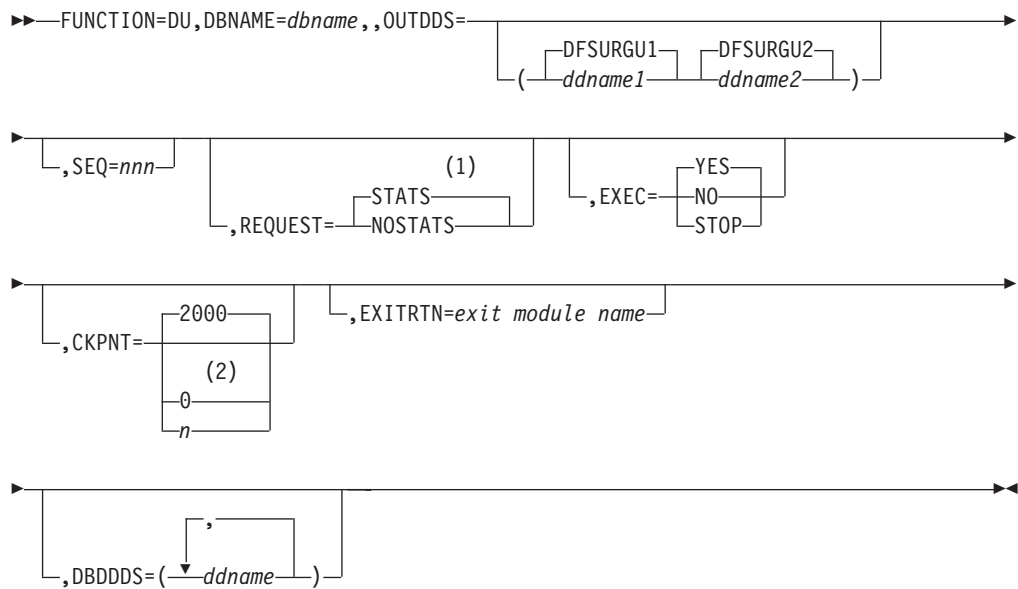 FUNCTION=DU,DBNAME=dbname,,OUTDDS=
DFSURGU1 DFSURGU2
( ddname1 ddname2 )
,SEQ=nnn
(1)
STATS
,REQUEST= NOSTATS
YES
,EXEC= NO
STOP
2000
,CKPNT=
(2)
0
n
,EXITRTN=exit module name
,
,DBDDDS=( ddname )